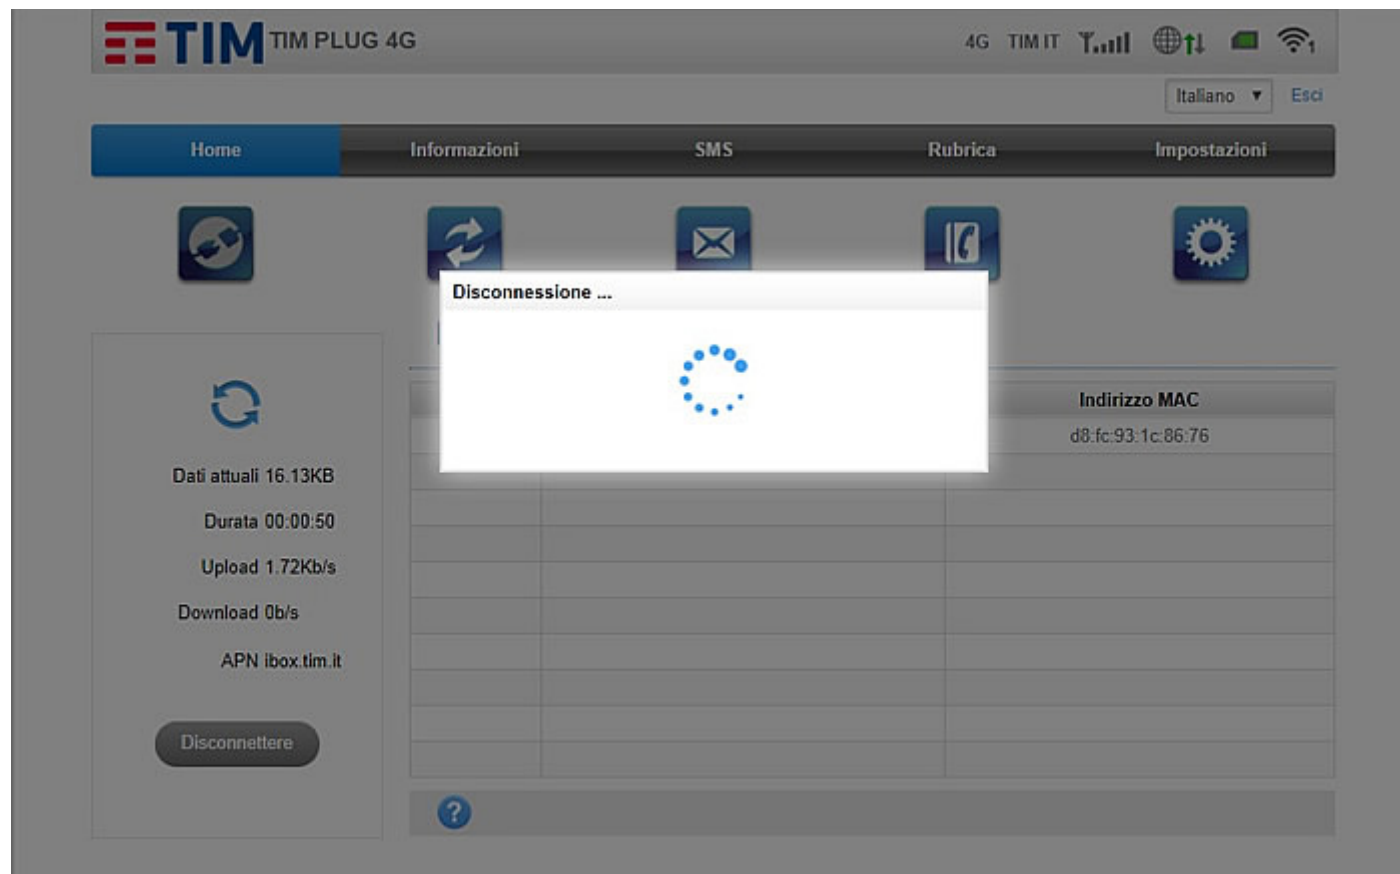 TIM TIM PLUG 4G 4G TIM IT 1
Italiano Esci
Home Informazioni SMS Rubrica Impostazioni
Disconnessione ...
Indirizzo MAC
d8:fc:93:1c:86:76
Dati attuali 16.13KB
Durata 00:00:50
Upload 1.72Kb/s
Download 0b/s
APN ibox.tim.it
Disconnettere
?